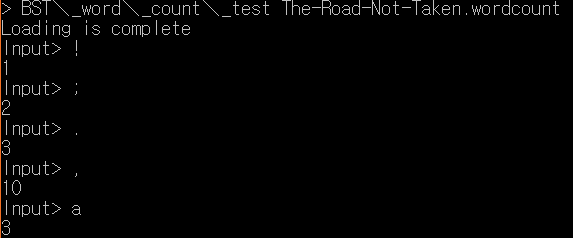 > BST\_word\_count\_test The-Road-Not-Taken.wordcount
Loading is complete
Input> !
1
Input> ;
2
Input> .
3
Input> ,
10
Input> a
3